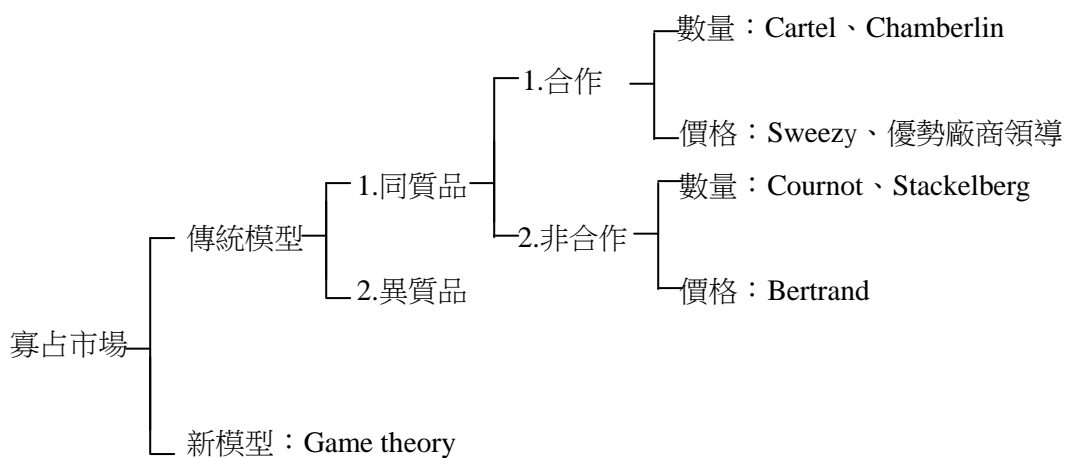 數量：Cartel、Chamberlin
1.合作
價格：Sweezy、優勢廠商領導
1.同質品
數量：Cournot、Stackelberg
傳統模型
2.非合作
2.異質品
價格：Bertrand
寡占市場
新模型：Game theory